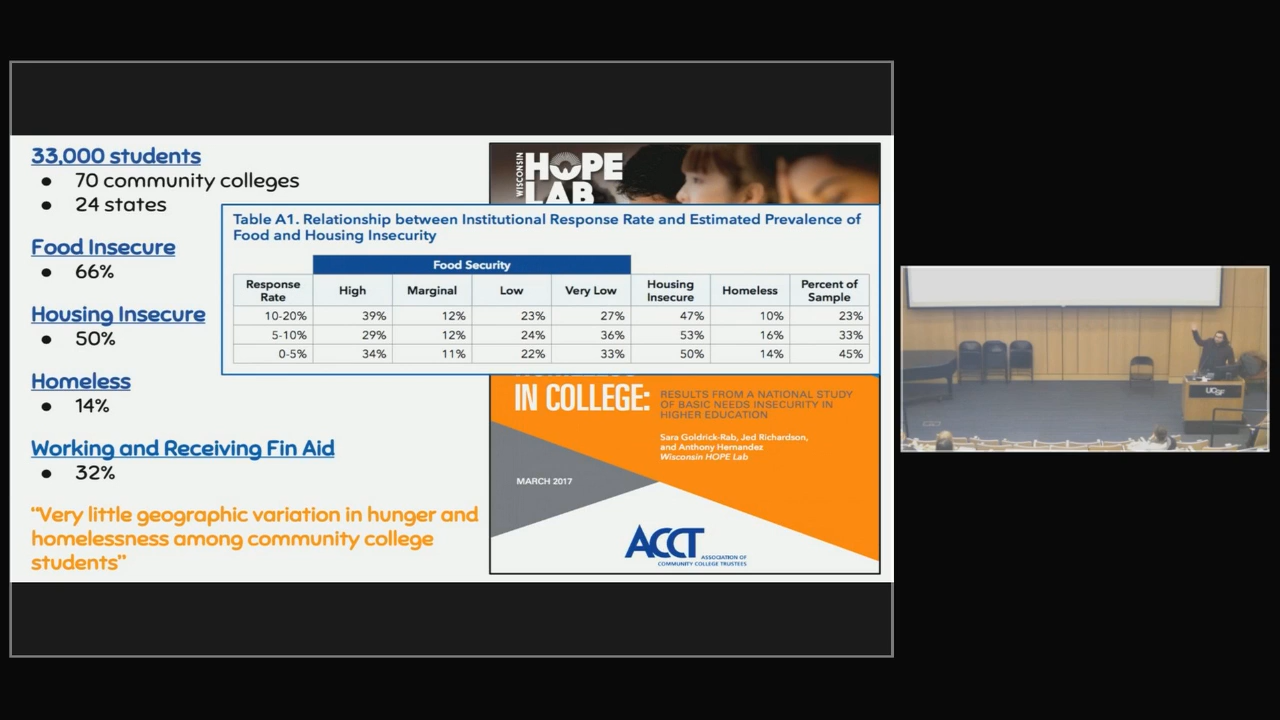 33,000 students
● 70 community colleges
● 24 states
Food Insecure
● 66%
Housing Insecure
● 50%
Homeless
● 14%
Working and Receiving Fin Aid
● 32%
“Very little geographic variation in hunger and
homelessness among community college
students”
WISCONSIN
HOPE
LAB
Table A1. Relationship between Institutional Response Rate and Estimated Prevalence of
Food and Housing Insecurity
Food Security
Response Rate High Marginal Low Very Low Housing Insecure Homeless Percent of Sample
10-20% 39% 12% 23% 27% 47% 10% 23%
5-10% 29% 12% 24% 36% 53% 16% 33%
0-5% 34% 11% 22% 33% 50% 14% 45%
IN COLLEGE:
RESULTS FROM A NATIONAL STUDY
OF BASIC NEEDS INSECURITY IN
HIGHER EDUCATION
Sara Goldrick-Rab, Jed Richardson,
and Anthony Hernandez
Wisconsin HOPE Lab
MARCH 2017
ACCT
ASSOCIATION OF
COMMUNITY COLLEGE TRUSTEES
UCSF